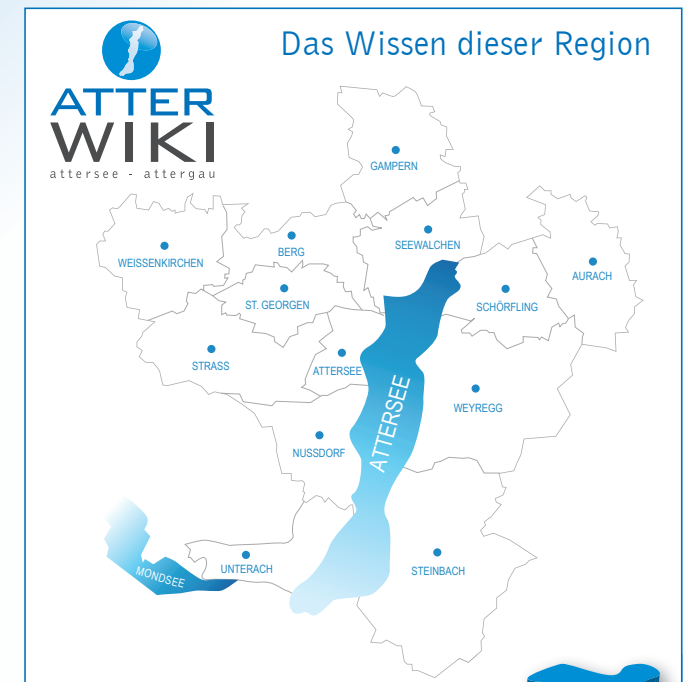 Das Wissen dieser Region
ATTER
WIKI
attersee - attergau
GAMPERN
SEEWALCHEN
BERG
WEISSENKIRCHEN
AURACH
ST. GEORGEN
SCHÖRFLING
STRASS
ATTERSEE
ATTERSEE
WEYREGG
NUSSDORF
UNTERACH
STEINBACH
MONDSEE